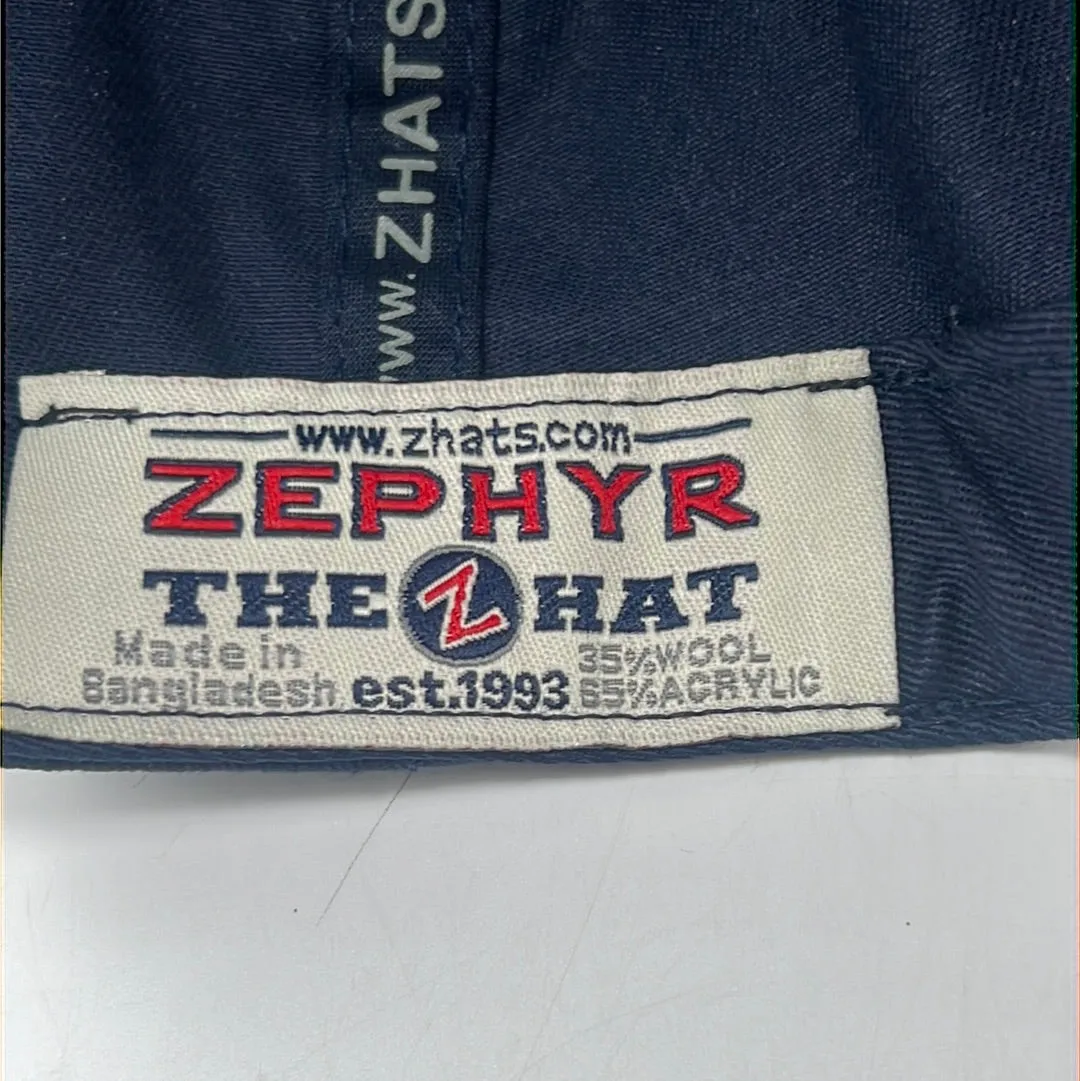 www.ZHATS
www.zhats.com
ZEPHYR
THE Z HAT
Made in
Bangladesh
est.1993
35%WOOL
65%ACRYLIC